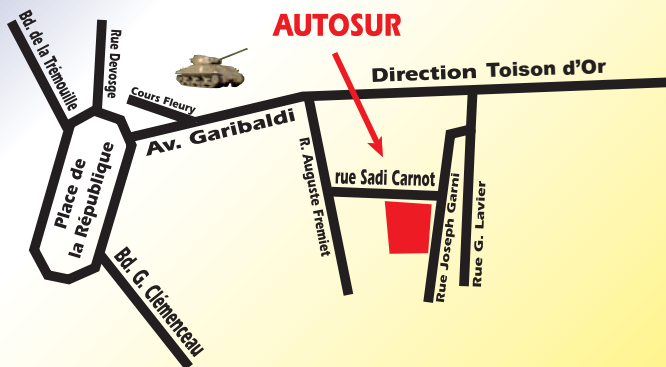 AUTOSUR
Bd. de la Trémouille
Rue Devosge
Cours Fleury
Av. Garibaldi
Direction Toison d'Or
Place de
la République
R. Auguste Fremiet
rue Sadi Carnot
Rue Joseph Garni
Rue G. Lavier
Bd. G. Clémenceau